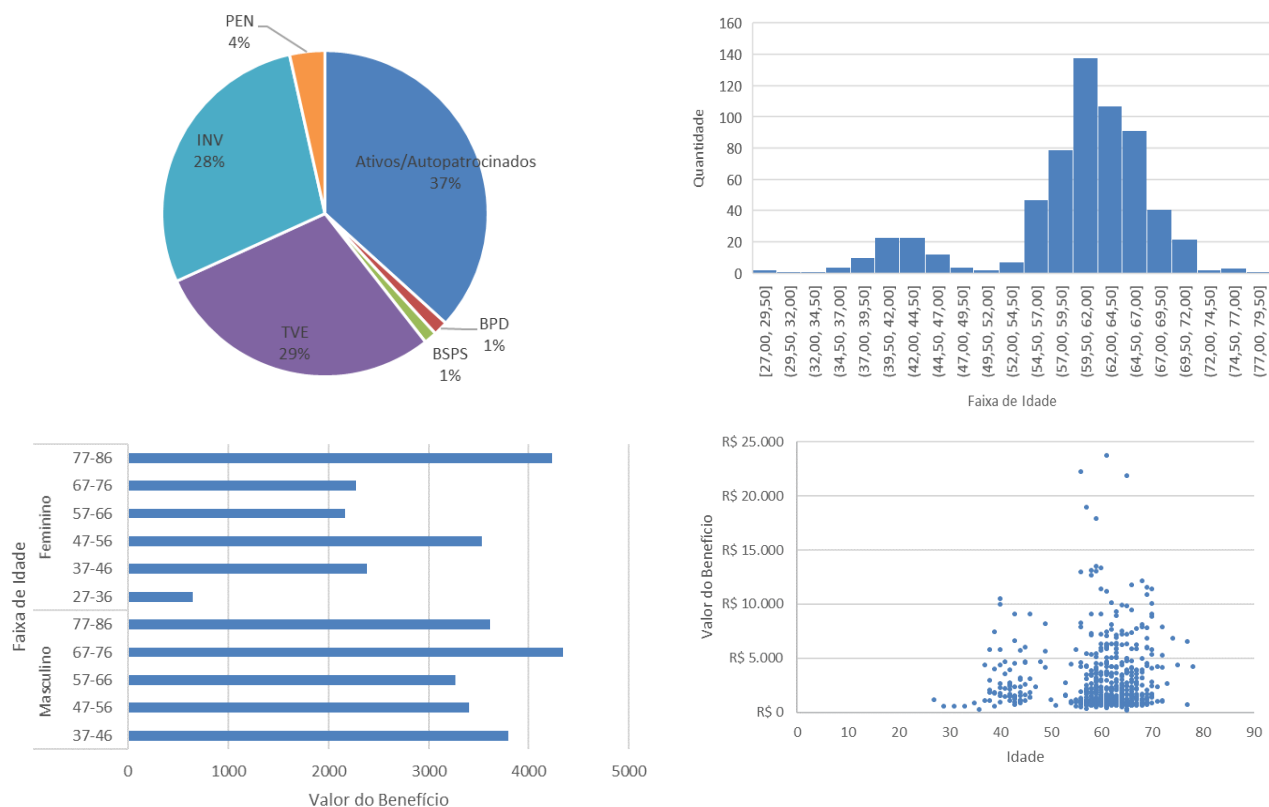 PEN
4%
INV
28%
Ativos/Autopatrocinados
37%
TVE
29%
BPD
1%
BSPS
1%
Quantidade
160
140
120
100
80
60
40
20
0
[27,00, 29,50]
(29,50, 32,00]
(32,00, 34,50]
(34,50, 37,00]
(37,00, 39,50]
(39,50, 42,00]
(42,00, 44,50]
(44,50, 47,00]
(47,00, 49,50]
(49,50, 52,00]
(52,00, 54,50]
(54,50, 57,00]
(57,00, 59,50]
(59,50, 62,00]
(62,00, 64,50]
(64,50, 67,00]
(67,00, 69,50]
(69,50, 72,00]
(72,00, 74,50]
(74,50, 77,00]
(77,00, 79,50]
Faixa de Idade
Faixa de Idade
Feminino
77-86
67-76
57-66
47-56
37-46
27-36
Masculino
77-86
67-76
57-66
47-56
37-46
0 1000 2000 3000 4000 5000
Valor do Benefício
Valor do Benefício
R$ 25.000
R$ 20.000
R$ 15.000
R$ 10.000
R$ 5.000
R$ 0
0 10 20 30 40 50 60 70 80 90
Idade